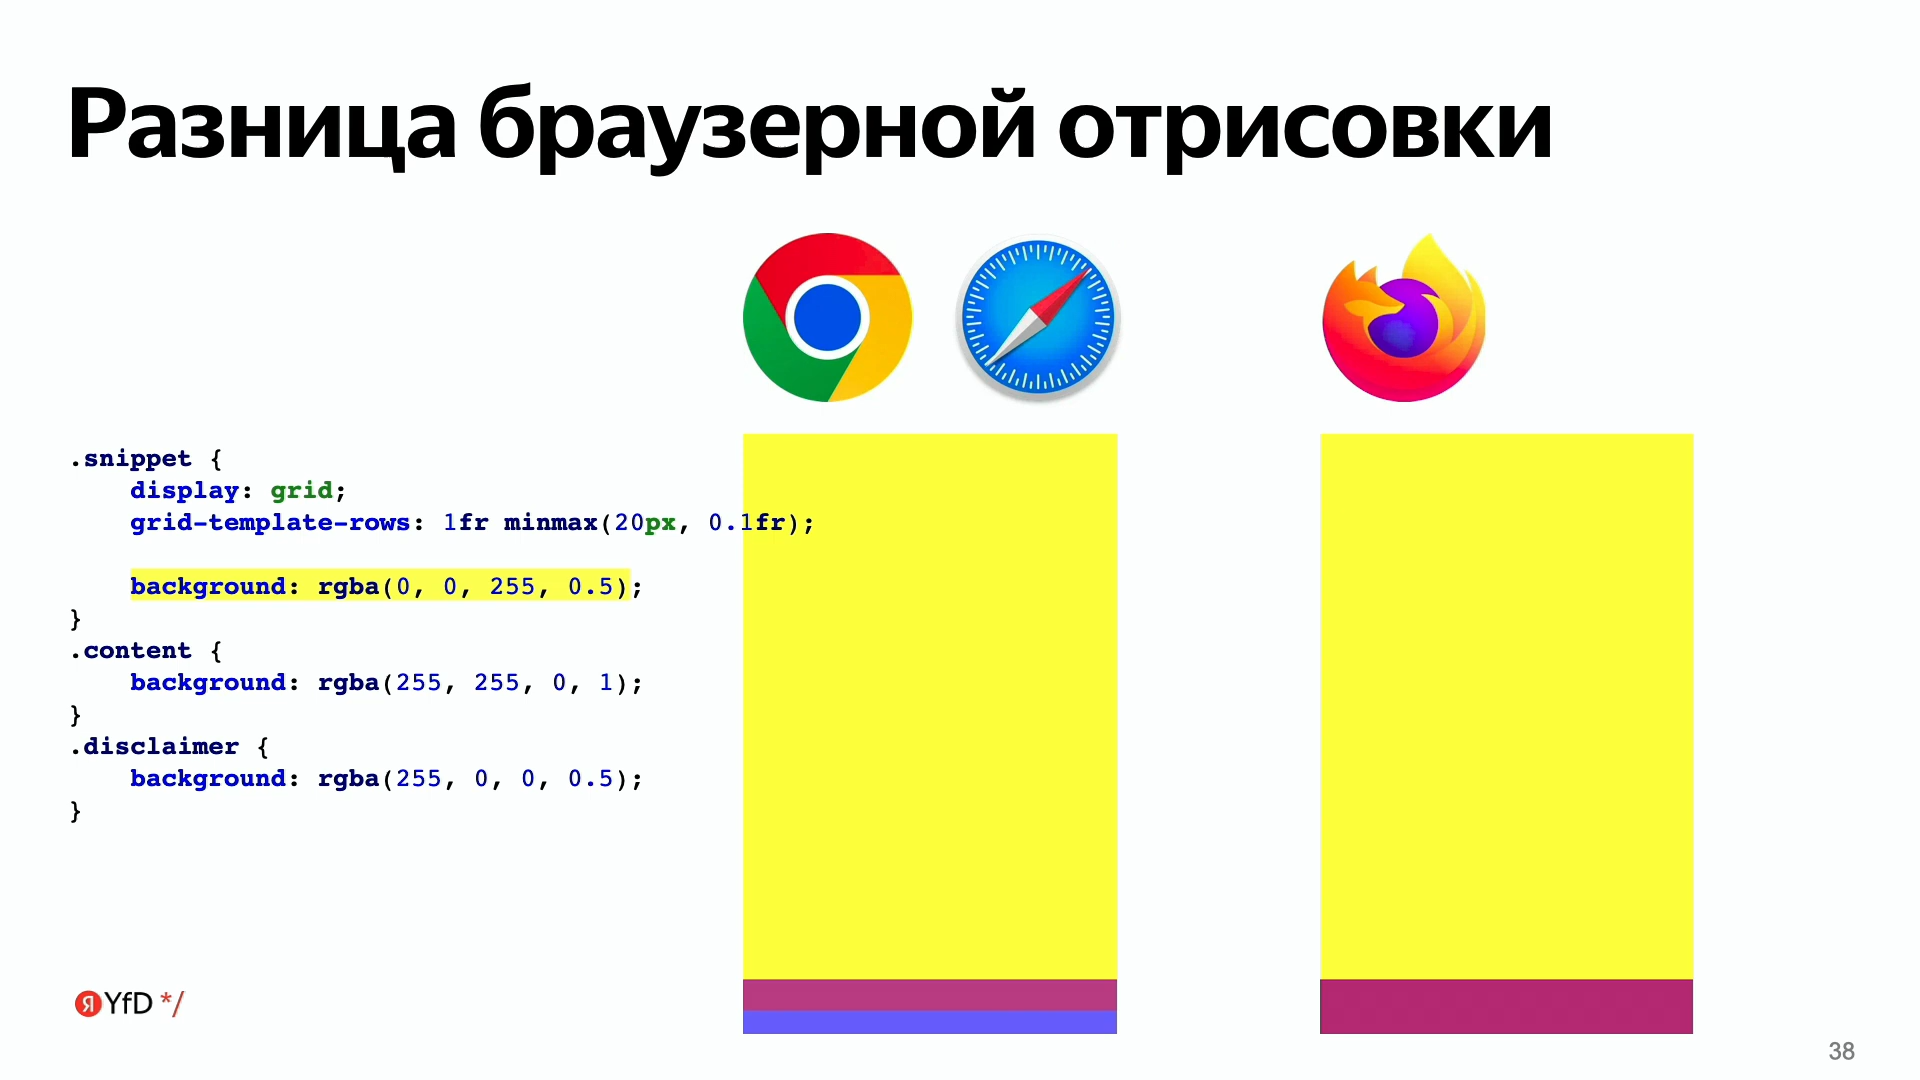 Разница браузерной отрисовки
.snippet {
    display: grid;
    grid-template-rows: 1fr minmax(20px, 0.1fr);
    background: rgba(0, 0, 255, 0.5);
}
.content {
    background: rgba(255, 255, 0, 1);
}
.disclaimer {
    background: rgba(255, 0, 0, 0.5);
}
Я YfD */
38